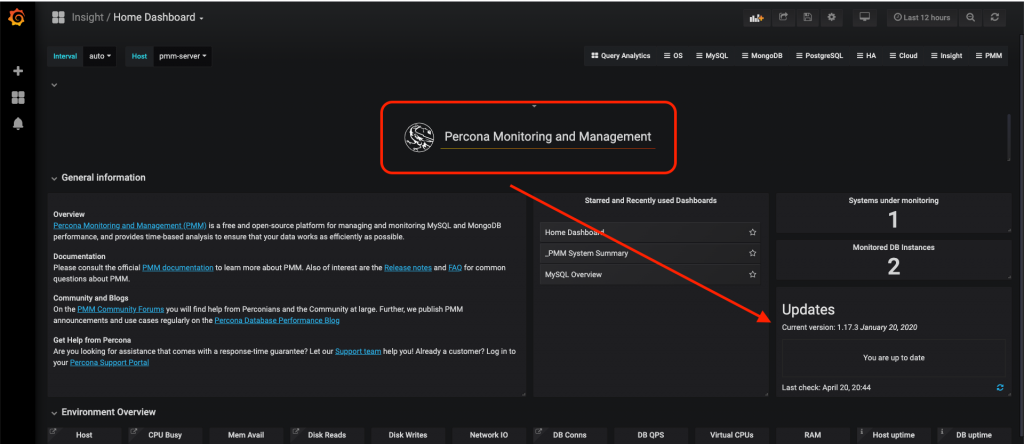 Insight / Home Dashboard
Last 12 hours
Interval auto Host pmm-server
Query Analytics OS MySQL MongoDB PostgreSQL HA Cloud Insight PMM
Percona Monitoring and Management
General information
Overview
Percona Monitoring and Management (PMM) is a free and open-source platform for managing and monitoring MySQL and MongoDB
performance, and provides time-based analysis to ensure that your data works as efficiently as possible.
Documentation
Please consult the official PMM documentation to learn more about PMM. Also of interest are the Release notes and FAQ for common
questions about PMM.
Community and Blogs
On the PMM Community Forums you will find help from Perconians and the Community at large. Further, we publish PMM
announcements and use cases regularly on the Percona Database Performance Blog
Get Help from Percona
Are you looking for assistance that comes with a response-time guarantee? Let our Support team help you! Already a customer? Log in to
your Percona Support Portal
Starred and Recently used Dashboards
Home Dashboard
_PMM System Summary
MySQL Overview
Systems under monitoring
1
Monitored DB Instances
2
Updates
Current version: 1.17.3 January 20, 2020
You are up to date
Last check: April 20, 20:44
Environment Overview
Host CPU Busy Mem Avail Disk Reads Disk Writes Network IO DB Conns DB QPS Virtual CPUs RAM Host uptime DB uptime